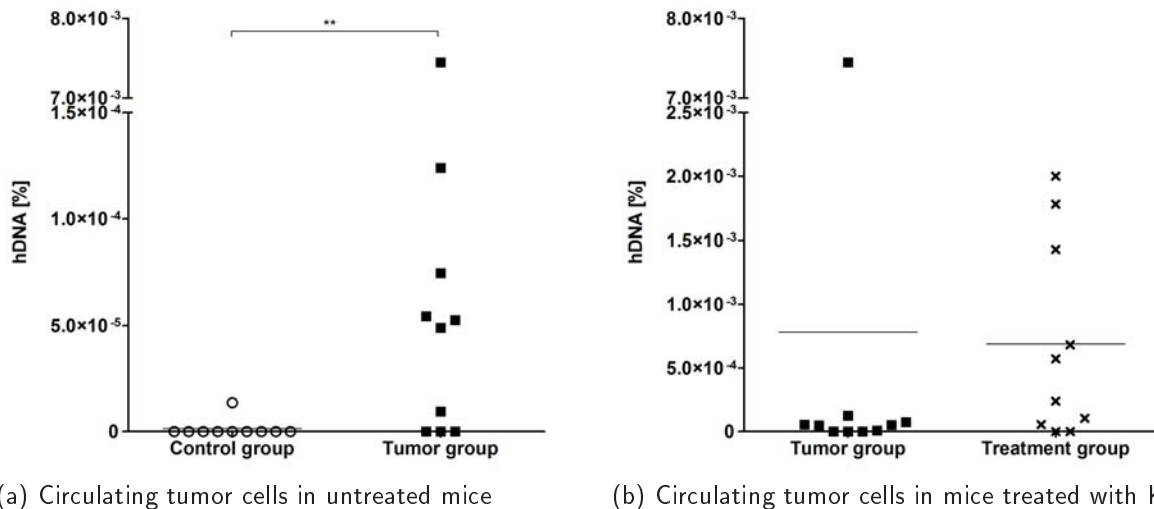 8.0×10⁻³
**
7.0×10⁻³
1.5×10⁻⁴
1.0×10⁻⁴
5.0×10⁻⁵
0
hDNA [%]
Control group Tumor group
8.0×10⁻³
7.0×10⁻³
2.5×10⁻³
2.0×10⁻³
1.5×10⁻³
1.0×10⁻³
5.0×10⁻⁴
0
hDNA [%]
Tumor group Treatment group
(a) Circulating tumor cells in untreated mice
(b) Circulating tumor cells in mice treated with